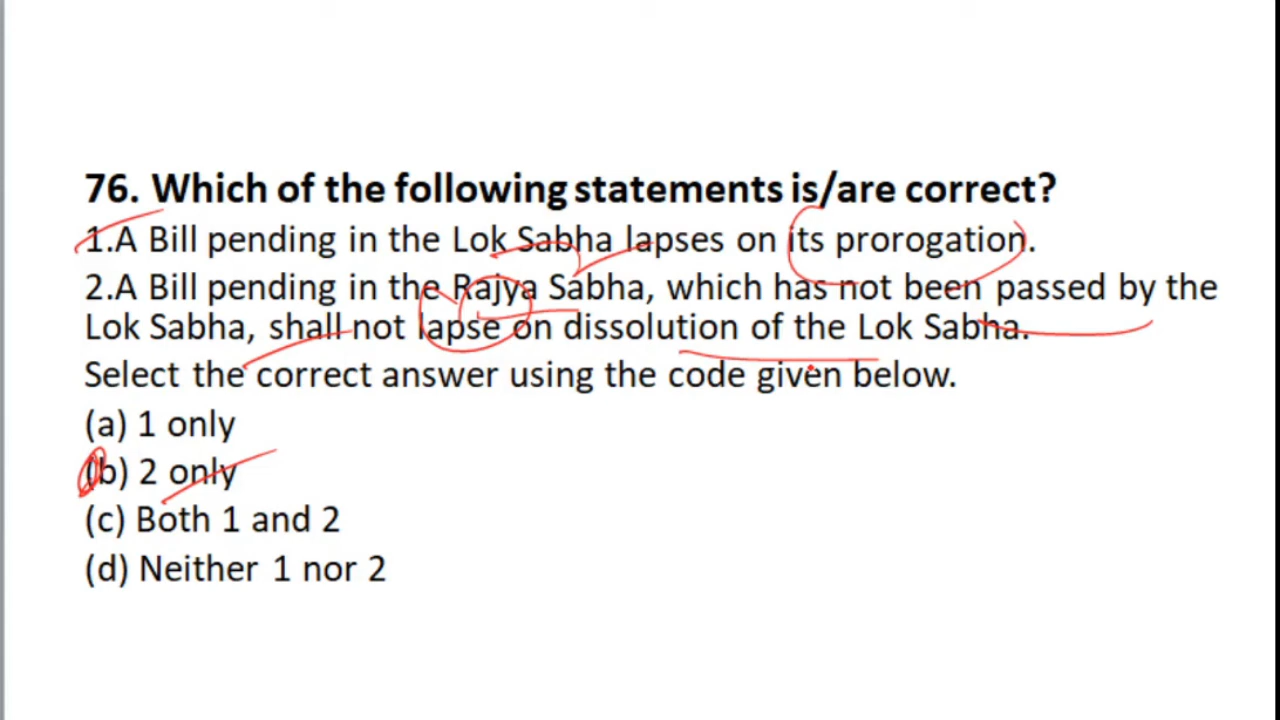 76. Which of the following statements is/are correct?
1.A Bill pending in the Lok Sabha lapses on its prorogation.
2.A Bill pending in the Rajya Sabha, which has not been passed by the
Lok Sabha, shall not lapse on dissolution of the Lok Sabha.
Select the correct answer using the code given below.
(a) 1 only
(b) 2 only
(c) Both 1 and 2
(d) Neither 1 nor 2